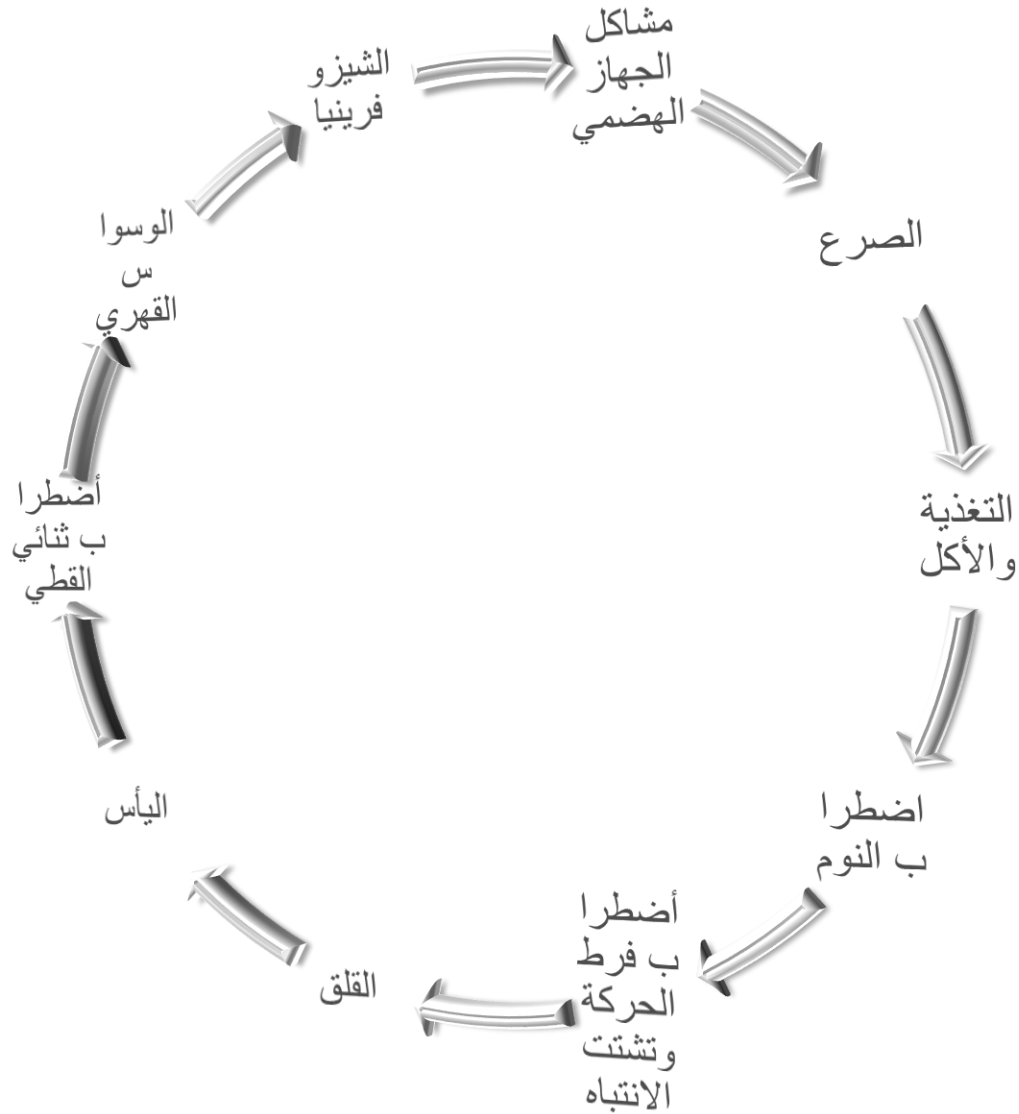 مشاكل
الجهاز
الهضمي
الصرع
التغذية
والأكل
اضطرا
ب النوم
أضطرا
ب فرط
الحركة
وتشتت
الانتباه
القلق
اليأس
أضطرا
ب ثنائي
القطي
الوسوا
س
القهري
الشيزو
فرينيا